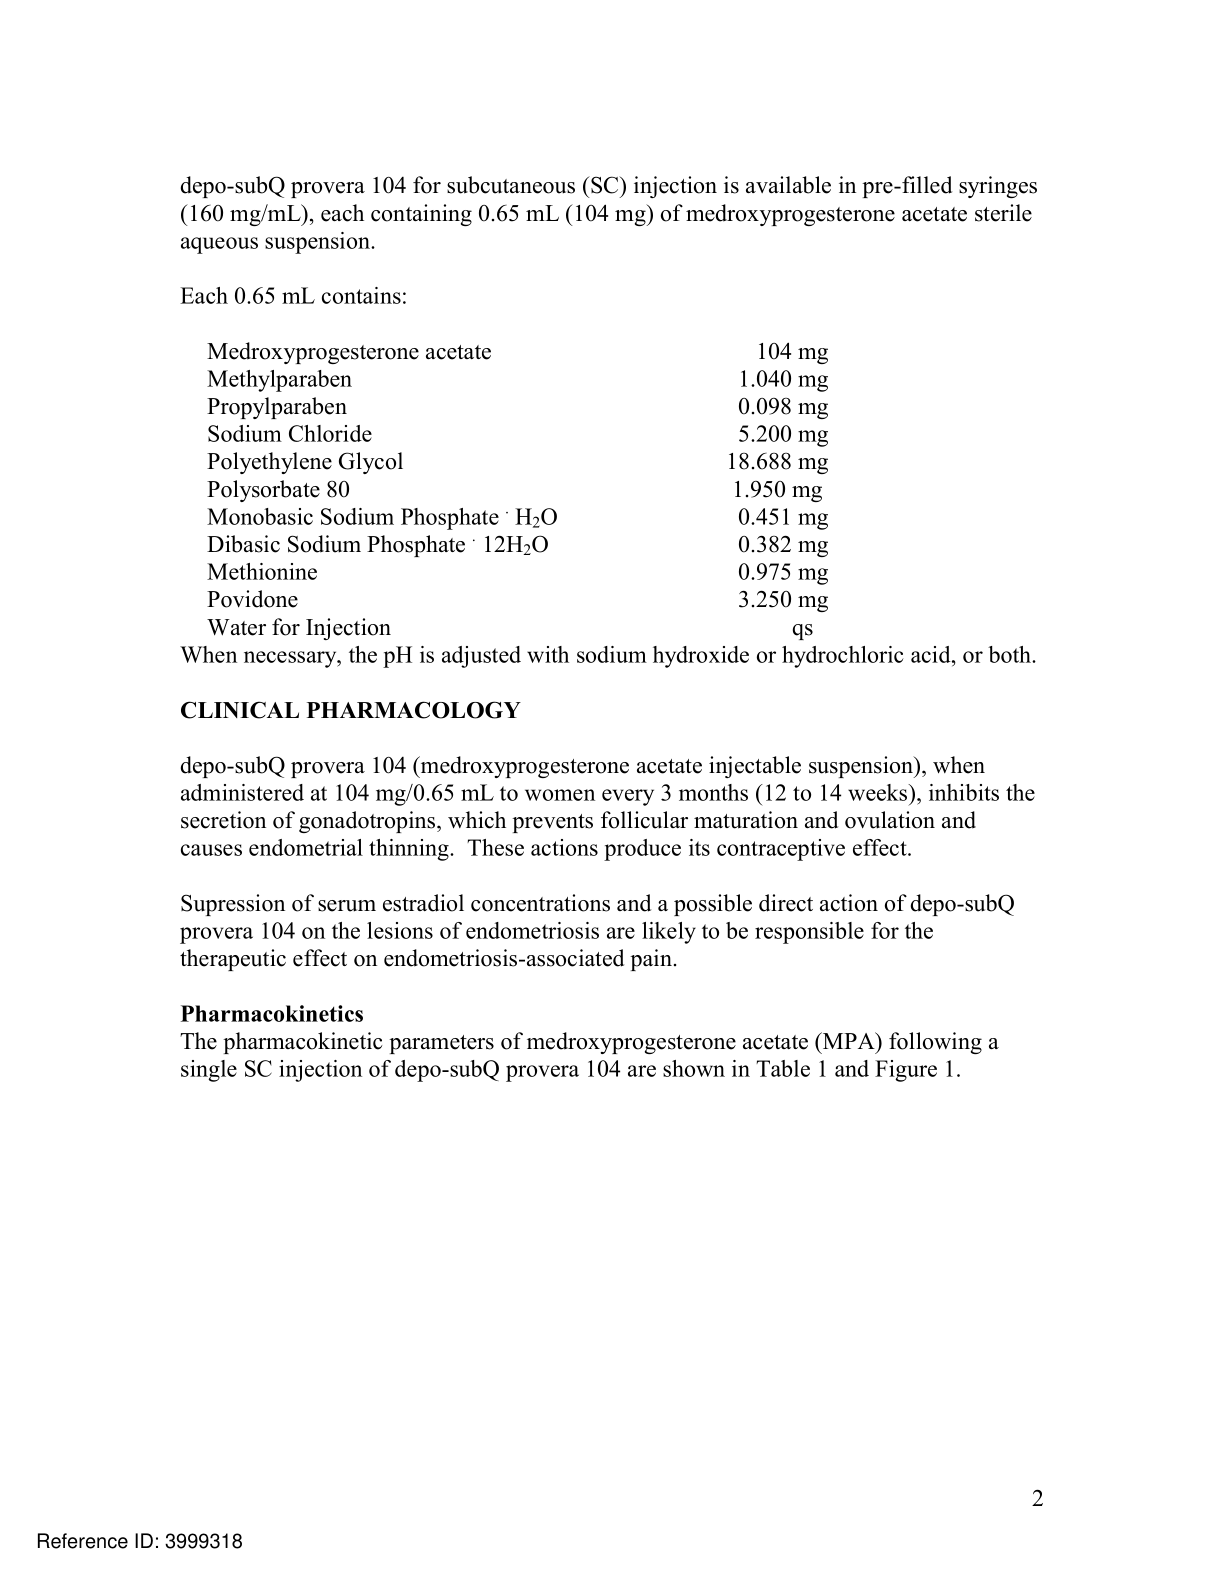 depo-subQ provera 104 for subcutaneous (SC) injection is available in pre-filled syringes
(160 mg/mL), each containing 0.65 mL (104 mg) of medroxyprogesterone acetate sterile
aqueous suspension.
Each 0.65 mL contains:
Medroxyprogesterone acetate 104 mg
Methylparaben 1.040 mg
Propylparaben 0.098 mg
Sodium Chloride 5.200 mg
Polyethylene Glycol 18.688 mg
Polysorbate 80 1.950 mg
Monobasic Sodium Phosphate · H₂O 0.451 mg
Dibasic Sodium Phosphate · 12H₂O 0.382 mg
Methionine 0.975 mg
Povidone 3.250 mg
Water for Injection qs
When necessary, the pH is adjusted with sodium hydroxide or hydrochloric acid, or both.
CLINICAL PHARMACOLOGY
depo-subQ provera 104 (medroxyprogesterone acetate injectable suspension), when
administered at 104 mg/0.65 mL to women every 3 months (12 to 14 weeks), inhibits the
secretion of gonadotropins, which prevents follicular maturation and ovulation and
causes endometrial thinning.  These actions produce its contraceptive effect.
Supression of serum estradiol concentrations and a possible direct action of depo-subQ
provera 104 on the lesions of endometriosis are likely to be responsible for the
therapeutic effect on endometriosis-associated pain.
Pharmacokinetics
The pharmacokinetic parameters of medroxyprogesterone acetate (MPA) following a
single SC injection of depo-subQ provera 104 are shown in Table 1 and Figure 1.
2
Reference ID: 3999318